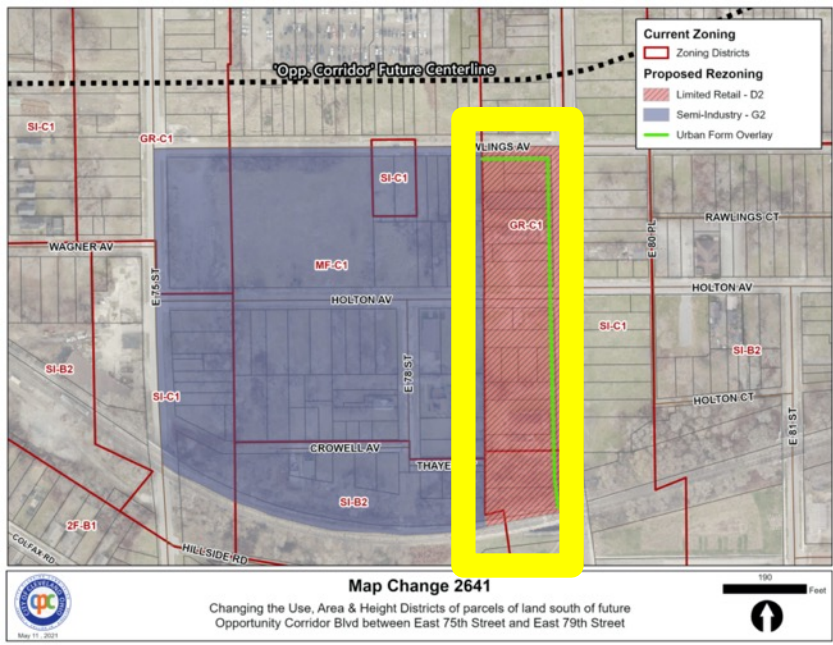 Current Zoning
Zoning Districts
Proposed Rezoning
Limited Retail - D2
Semi-Industry - G2
Urban Form Overlay
'Opp. Corridor' Future Centerline
SI-C1
GR-C1
WLINGS AV
SI-C1
GR-C1
RAWLINGS CT
E 80 PL
WAGNER AV
MF-C1
E 75 ST
HOLTON AV
HOLTON AV
SI-C1
SI-B2
E 78 ST
SI-B2
SI-C1
HOLTON CT
E 81 ST
CROWELL AV
THAYE
SI-B2
2F-B1
COLFAX RD
HILLSIDE RD
Map Change 2641
Changing the Use, Area & Height Districts of parcels of land south of future
Opportunity Corridor Blvd between East 75th Street and East 79th Street
190
Feet
cpc
May 11, 2021